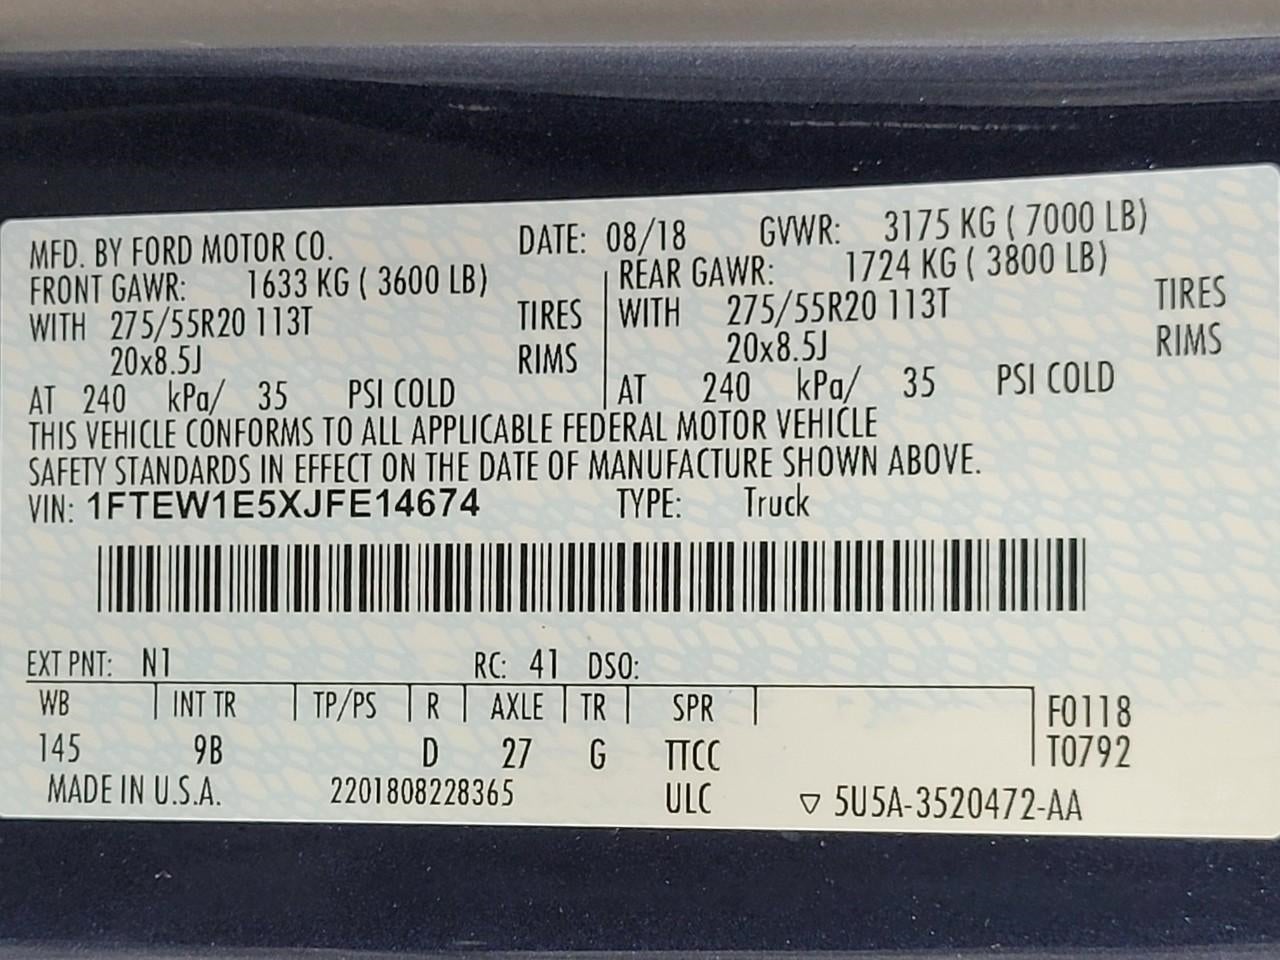 MFD. BY FORD MOTOR CO. DATE: 08/18 GVWR: 3175 KG ( 7000 LB)
FRONT GAWR: 1633 KG ( 3600 LB) REAR GAWR: 1724 KG ( 3800 LB)
WITH 275/55R20 113T TIRES WITH 275/55R20 113T TIRES
20x8.5J RIMS 20x8.5J RIMS
AT 240 kPa/ 35 PSI COLD AT 240 kPa/ 35 PSI COLD
THIS VEHICLE CONFORMS TO ALL APPLICABLE FEDERAL MOTOR VEHICLE
SAFETY STANDARDS IN EFFECT ON THE DATE OF MANUFACTURE SHOWN ABOVE.
VIN: 1FTEW1E5XJFE14674 TYPE: Truck
EXT PNT: N1 RC: 41 DSO:
WB INT TR TP/PS R AXLE TR SPR F0118
145 9B D 27 G TTCC T0792
MADE IN U.S.A. 2201808228365 ULC ▽ 5U5A-3520472-AA